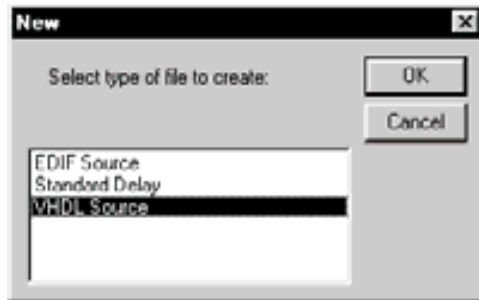 New
Select type of file to create:
OK
Cancel
EDIF Source
Standard Delay
VHDL Source